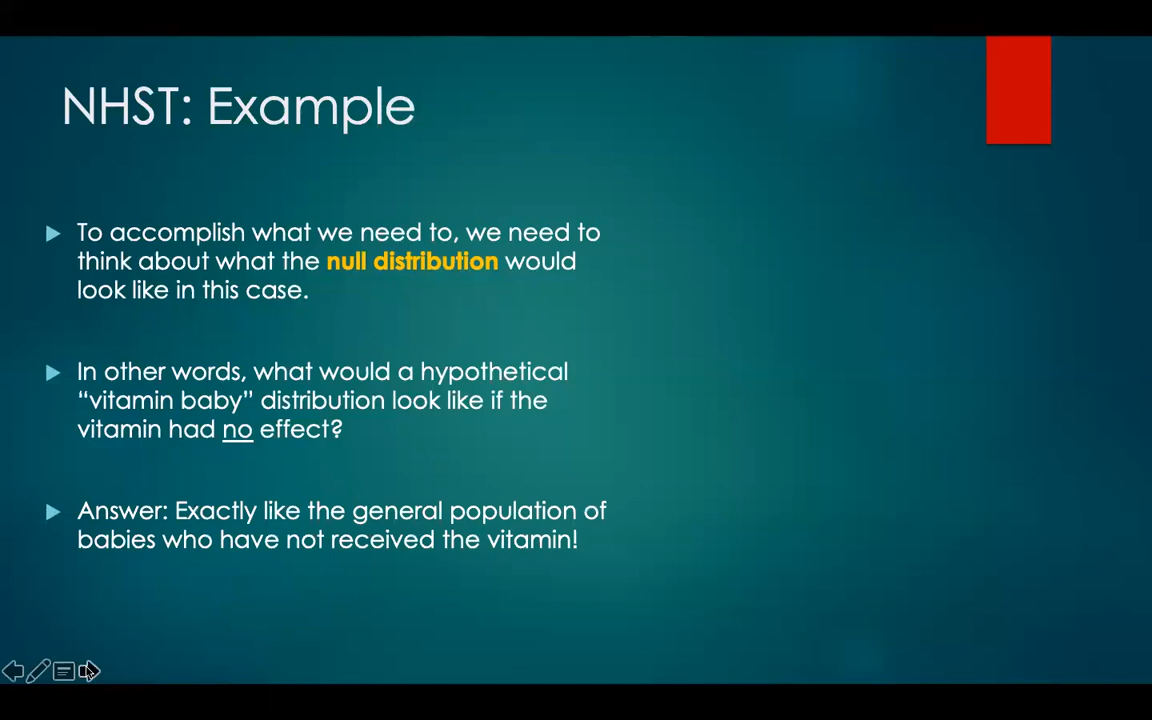 NHST: Example
To accomplish what we need to, we need to
think about what the null distribution would
look like in this case.
In other words, what would a hypothetical
“vitamin baby” distribution look like if the
vitamin had no effect?
Answer: Exactly like the general population of
babies who have not received the vitamin!